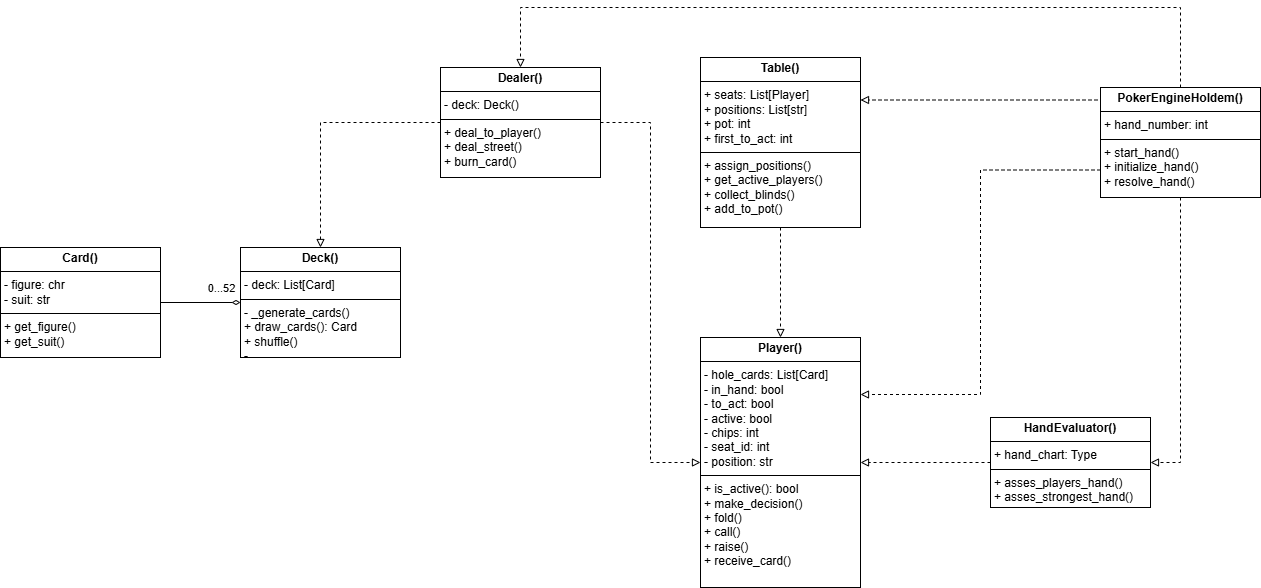 Dealer()
- deck: Deck()
+ deal_to_player()
+ deal_street()
+ burn_card()
Table()
+ seats: List[Player]
+ positions: List[str]
+ pot: int
+ first_to_act: int
+ assign_positions()
+ get_active_players()
+ collect_blinds()
+ add_to_pot()
PokerEngineHoldem()
+ hand_number: int
+ start_hand()
+ initialize_hand()
+ resolve_hand()
Card()
- figure: chr
- suit: str
+ get_figure()
+ get_suit()
0...52
Deck()
- deck: List[Card]
- _generate_cards()
+ draw_cards(): Card
+ shuffle()
-
Player()
- hole_cards: List[Card]
- in_hand: bool
- to_act: bool
- active: bool
- chips: int
- seat_id: int
- position: str
+ is_active(): bool
+ make_decision()
+ fold()
+ call()
+ raise()
+ receive_card()
HandEvaluator()
+ hand_chart: Type
+ asses_players_hand()
+ asses_strongest_hand()